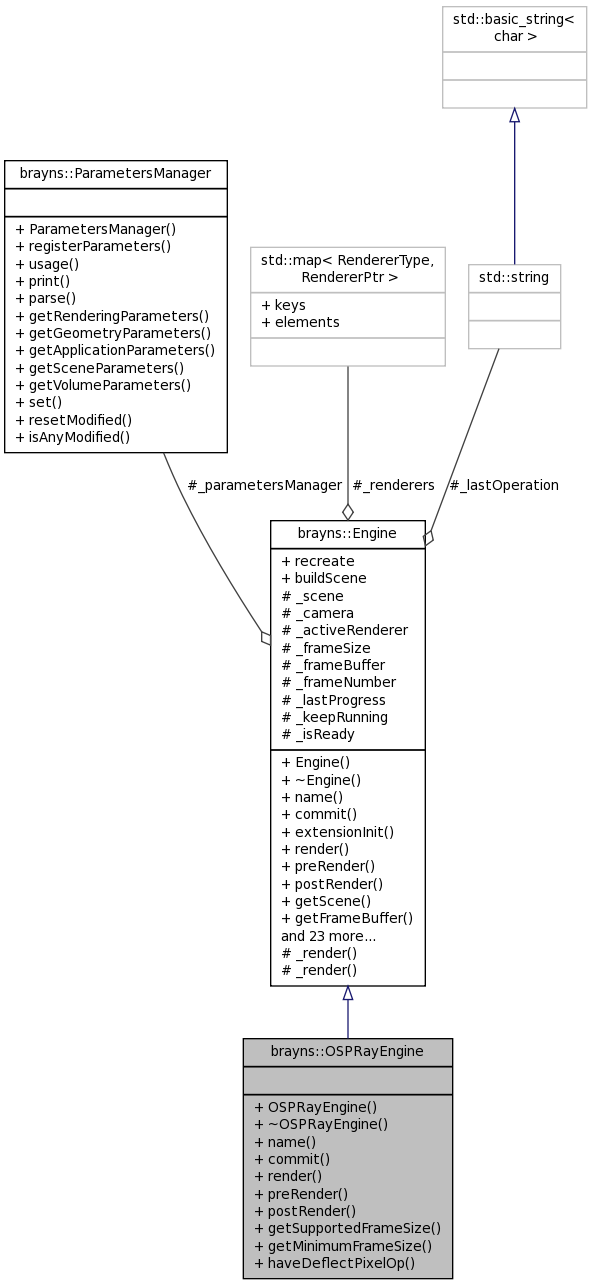 std::basic_string<
char >
brayns::ParametersManager
+ ParametersManager()
+ registerParameters()
+ usage()
+ print()
+ parse()
+ getRenderingParameters()
+ getGeometryParameters()
+ getApplicationParameters()
+ getSceneParameters()
+ getVolumeParameters()
+ set()
+ resetModified()
+ isAnyModified()
std::map< RendererType,
RendererPtr >
+ keys
+ elements
std::string
#_parametersManager
#_renderers
#_lastOperation
brayns::Engine
+ recreate
+ buildScene
# _scene
# _camera
# _activeRenderer
# _frameSize
# _frameBuffer
# _frameNumber
# _lastProgress
# _keepRunning
# _isReady
+ Engine()
+ ~Engine()
+ name()
+ commit()
+ extensionInit()
+ render()
+ preRender()
+ postRender()
+ getScene()
+ getFrameBuffer()
and 23 more...
# _render()
# _render()
brayns::OSPRayEngine
+ OSPRayEngine()
+ ~OSPRayEngine()
+ name()
+ commit()
+ render()
+ preRender()
+ postRender()
+ getSupportedFrameSize()
+ getMinimumFrameSize()
+ haveDeflectPixelOp()